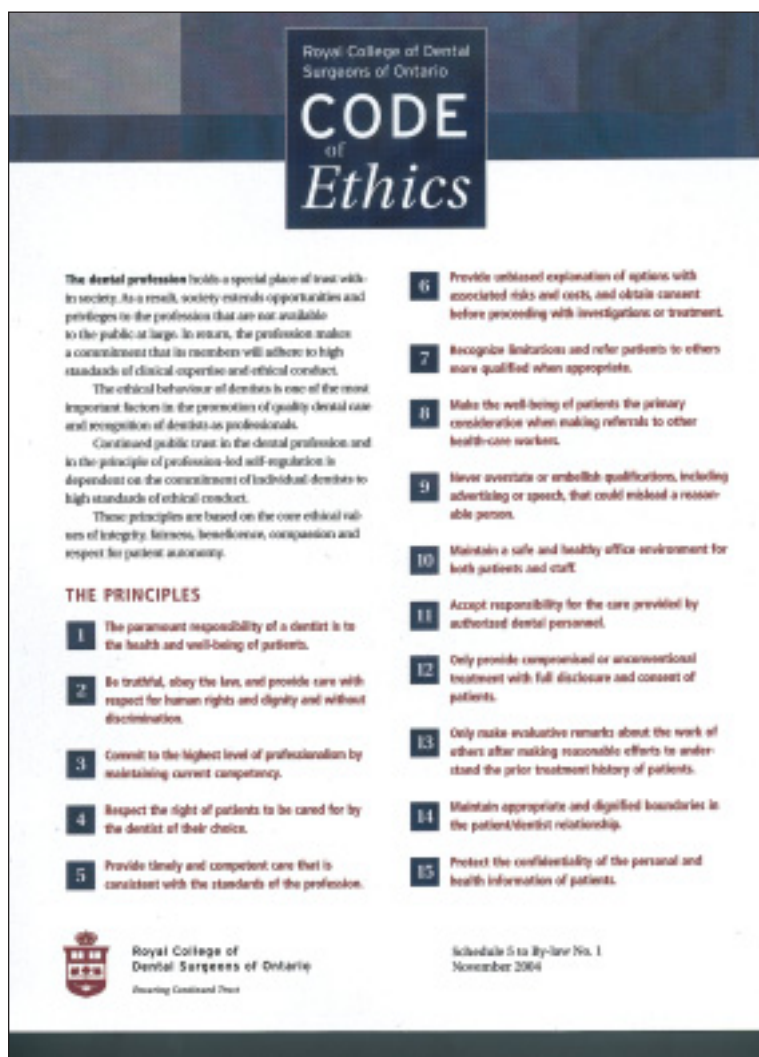 Royal College of Dental
Surgeons of Ontario
CODE
of
Ethics
The dental profession holds a special place of trust with-
in society. As a result, society extends opportunities and
privileges to the profession that are not available
to the public at large. In return, the profession makes
a commitment that its members will adhere to high
standards of clinical expertise and ethical conduct.
The ethical behaviour of dentists is one of the most
important factors in the promotion of quality dental care
and recognition of dentists as professionals.
Continued public trust in the dental profession and
in the principle of profession-led self-regulation is
dependent on the commitment of individual dentists to
high standards of ethical conduct.
These principles are based on the core ethical val-
ues of integrity, fairness, beneficence, compassion and
respect for patient autonomy.
THE PRINCIPLES
1 The paramount responsibility of a dentist is to
the health and well-being of patients.
2 Be truthful, obey the law, and provide care with
respect for human rights and dignity and without
discrimination.
3 Commit to the highest level of professionalism by
maintaining current competency.
4 Respect the right of patients to be cared for by
the dentist of their choice.
5 Provide timely and competent care that is
consistent with the standards of the profession.
6 Provide unbiased explanation of options with
associated risks and costs, and obtain consent
before proceeding with investigations or treatment.
7 Recognize limitations and refer patients to others
more qualified when appropriate.
8 Make the well-being of patients the primary
consideration when making referrals to other
health-care workers.
9 Never overstate or embellish qualifications, including
advertising or speech, that could mislead a reason-
able person.
10 Maintain a safe and healthy office environment for
both patients and staff.
11 Accept responsibility for the care provided by
authorized dental personnel.
12 Only provide compromised or unconventional
treatment with full disclosure and consent of
patients.
13 Only make evaluative remarks about the work of
others after making reasonable efforts to under-
stand the prior treatment history of patients.
14 Maintain appropriate and dignified boundaries in
the patient/dentist relationship.
15 Protect the confidentiality of the personal and
health information of patients.
Royal College of
Dental Surgeons of Ontario
Ensuring Continued Trust
Schedule 5 to By-law No. 1
November 2004